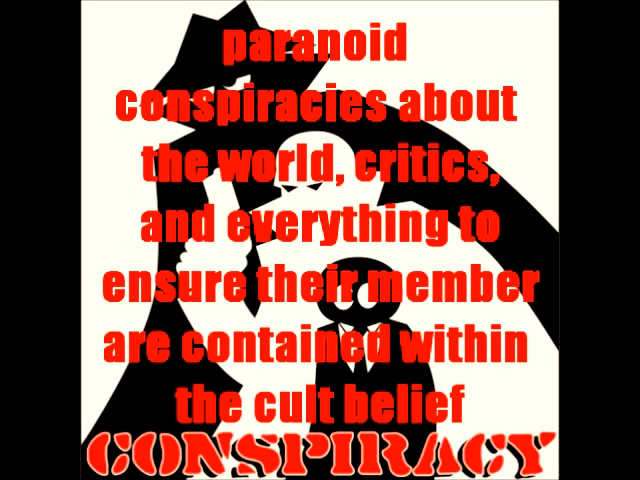 paranoid
conspiracies about
the world, critics,
and everything to
ensure their member
are contained within
the cult belief
CONSPIRACY